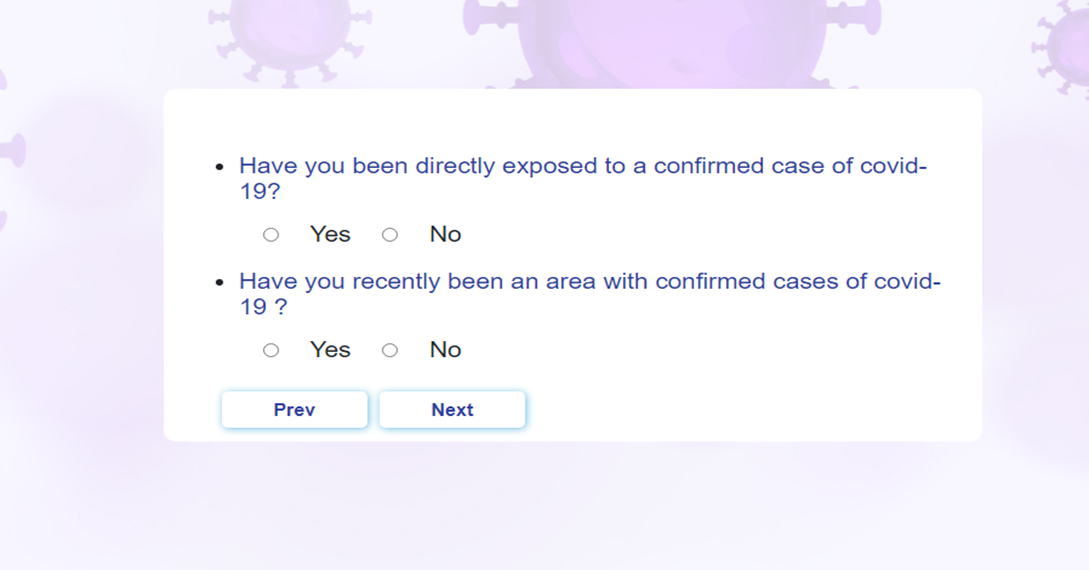 Have you been directly exposed to a confirmed case of covid-
19?
Yes No
Have you recently been an area with confirmed cases of covid-
19 ?
Yes No
Prev Next